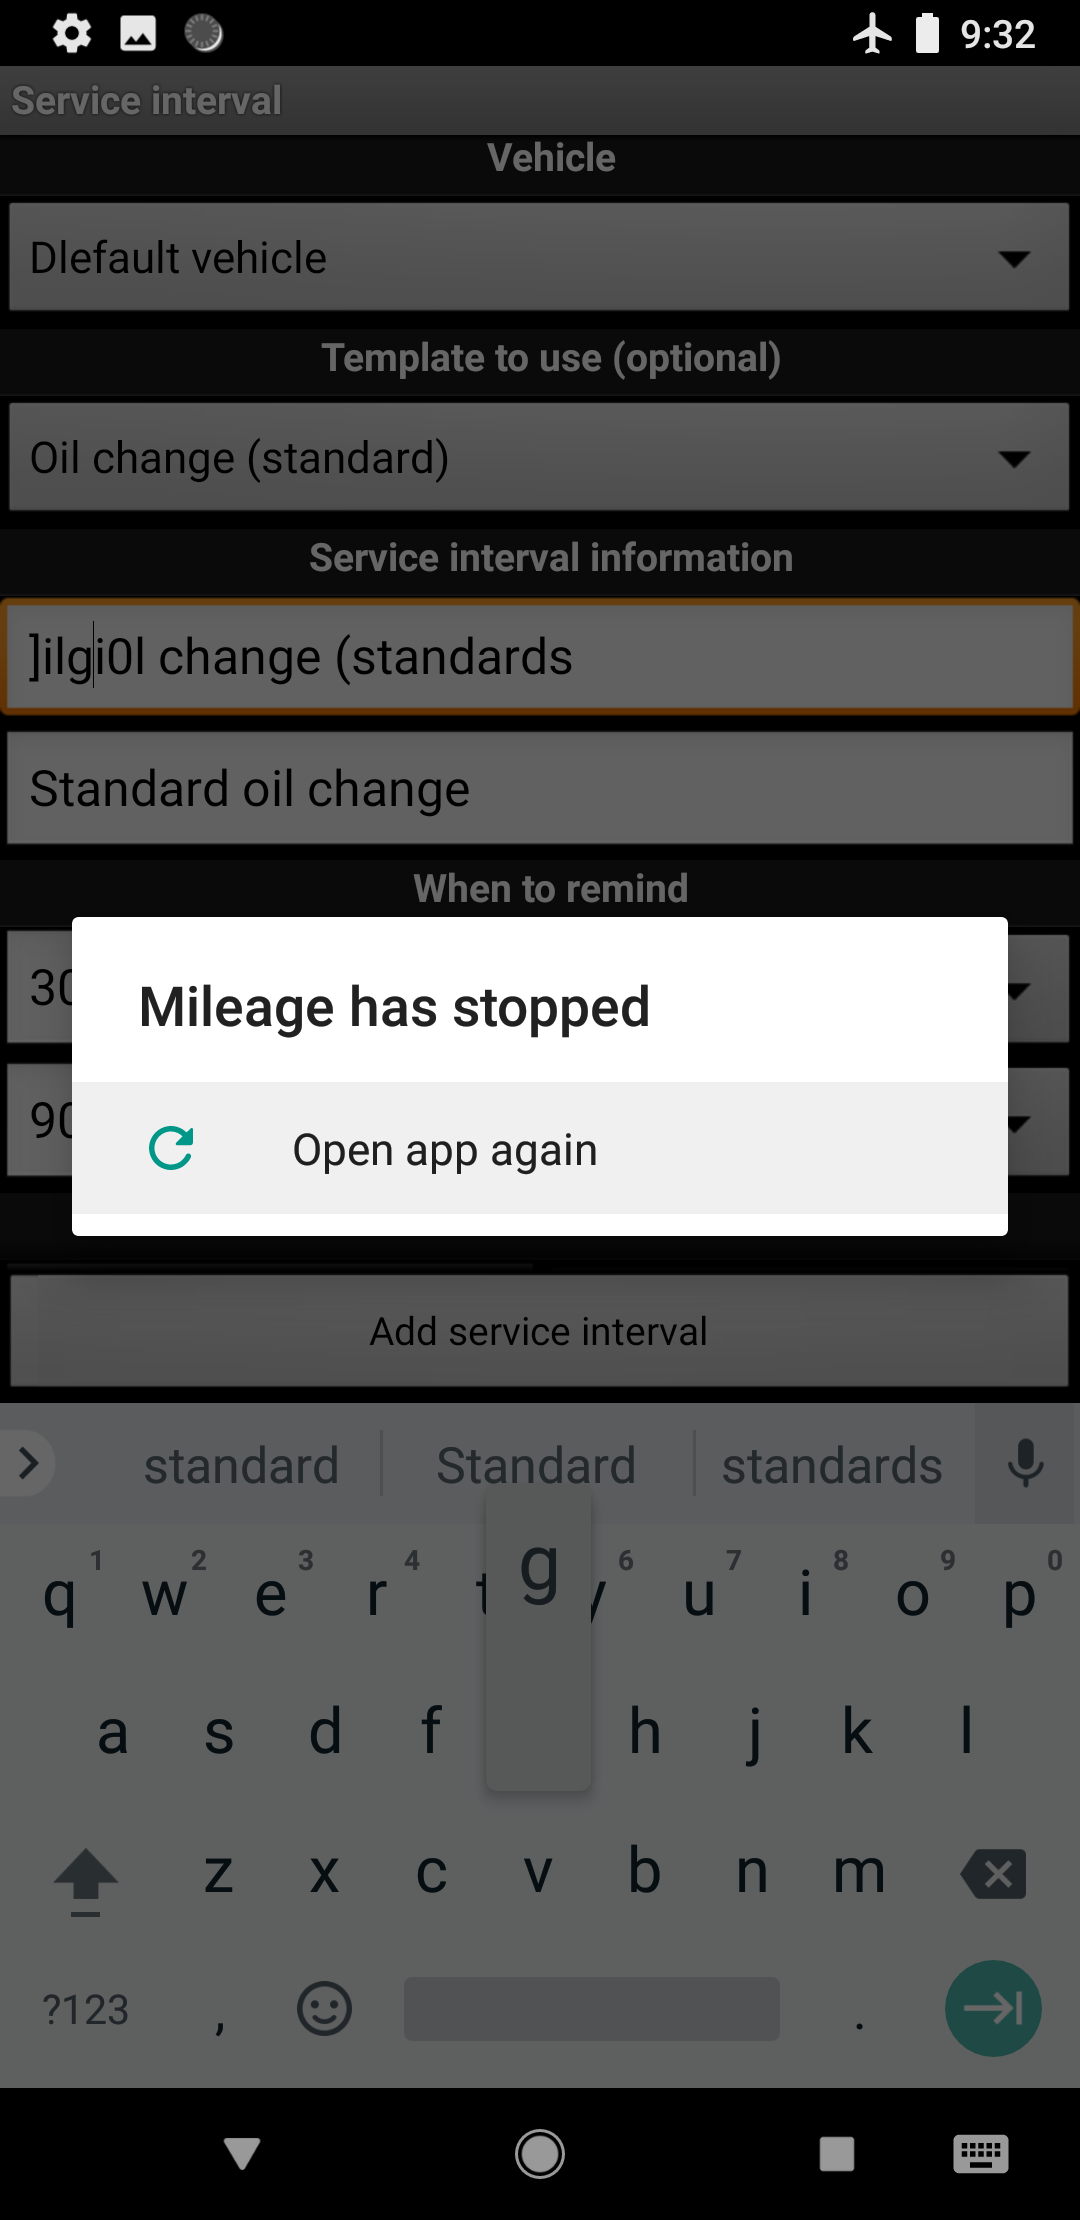 9:32
Service interval
Vehicle
Dlefault vehicle
Template to use (optional)
Oil change (standard)
Service interval information
]ilgi0l change (standards
Standard oil change
When to remind
30
90
Mileage has stopped
Open app again
Add service interval
standard Standard standards
1 2 3 4 6 7 8 9 0
q w e r t g y u i o p
a s d f h j k l
z x c v b n m
?123 , .